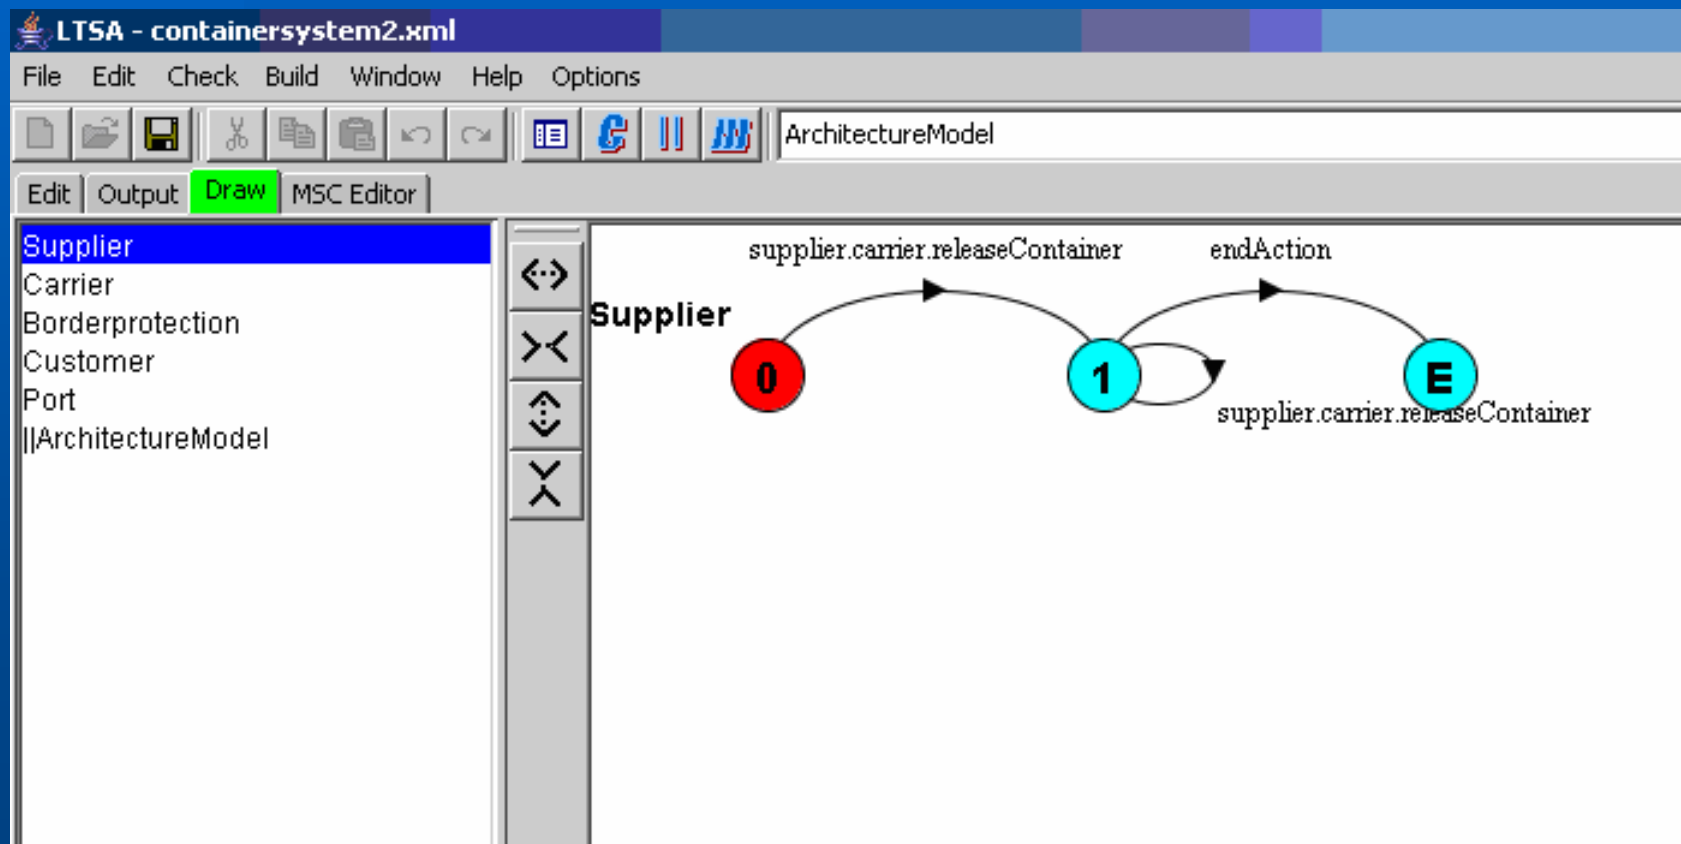 LTSA - containersystem2.xml
File Edit Check Build Window Help Options
ArchitectureModel
Edit Output Draw MSC Editor
Supplier
Carrier
Borderprotection
Customer
Port
||ArchitectureModel
supplier.carrier.releaseContainer endAction
Supplier
0 1 E
supplier.carrier.releaseContainer